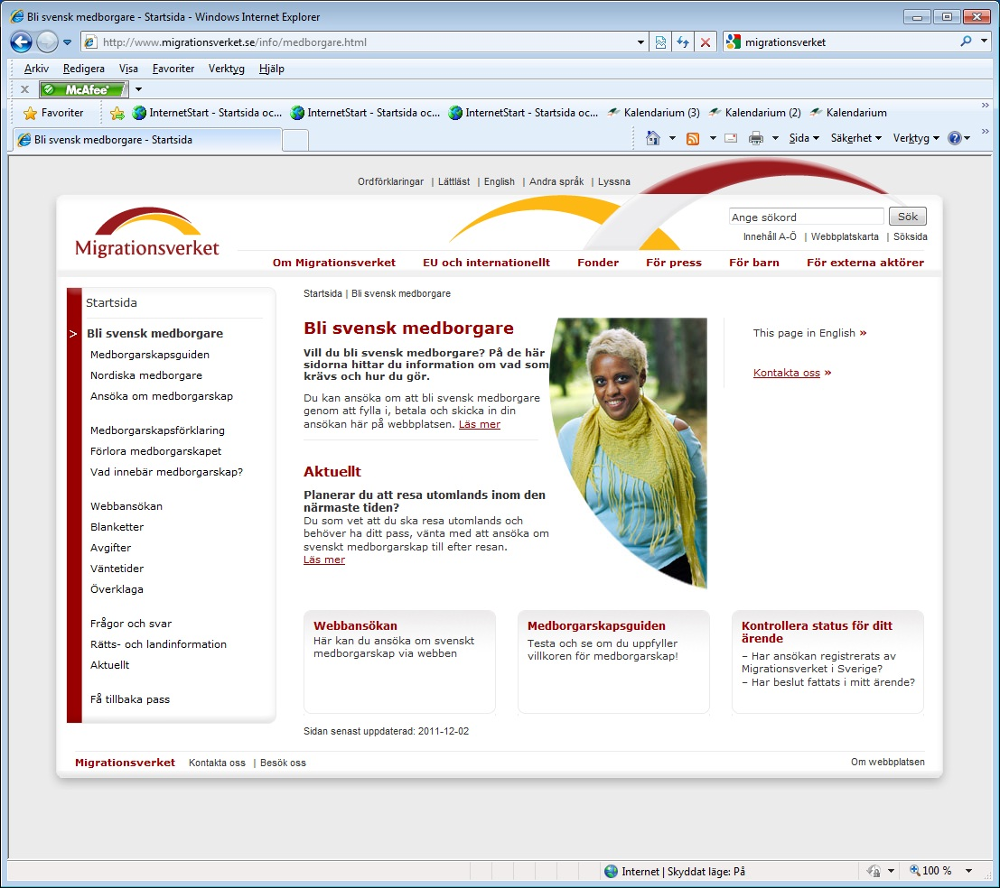 Bli svensk medborgare - Startsida - Windows Internet Explorer
http://www.migrationsverket.se/info/medborgare.html
migrationsverket
Arkiv Redigera Visa Favoriter Verktyg Hjälp
x McAfee
Favoriter InternetStart - Startsida oc... InternetStart - Startsida oc... InternetStart - Startsida oc... Kalendarium (3) Kalendarium (2) Kalendarium »
Bli svensk medborgare - Startsida
Sida Säkerhet Verktyg »
Ordförklaringar | Lättläst | English | Andra språk | Lyssna
Migrationsverket
Ange sökord Sök
Innehåll A-Ö | Webbplatskarta | Söksida
Om Migrationsverket EU och internationellt Fonder För press För barn För externa aktörer
Startsida
> Bli svensk medborgare
Medborgarskapsguiden
Nordiska medborgare
Ansöka om medborgarskap
Medborgarskapsförklaring
Förlora medborgarskapet
Vad innebär medborgarskap?
Webbansökan
Blanketter
Avgifter
Väntetider
Överklaga
Frågor och svar
Rätts- och landinformation
Aktuellt
Få tillbaka pass
Startsida | Bli svensk medborgare
Bli svensk medborgare
Vill du bli svensk medborgare? På de här
sidorna hittar du information om vad som
krävs och hur du gör.
Du kan ansöka om att bli svensk medborgare
genom att fylla i, betala och skicka in din
ansökan här på webbplatsen. Läs mer
Aktuellt
Planerar du att resa utomlands inom den
närmaste tiden?
Du som vet att du ska resa utomlands och
behöver ha ditt pass, vänta med att ansöka om
svenskt medborgarskap till efter resan.
Läs mer
This page in English »
Kontakta oss »
Webbansökan
Här kan du ansöka om svenskt
medborgarskap via webben
Medborgarskapsguiden
Testa och se om du uppfyller
villkoren för medborgarskap!
Kontrollera status för ditt
ärende
– Har ansökan registrerats av
Migrationsverket i Sverige?
– Har beslut fattats i mitt ärende?
Sidan senast uppdaterad: 2011-12-02
Migrationsverket Kontakta oss | Besök oss
Om webbplatsen
Internet | Skyddat läge: På
100 %